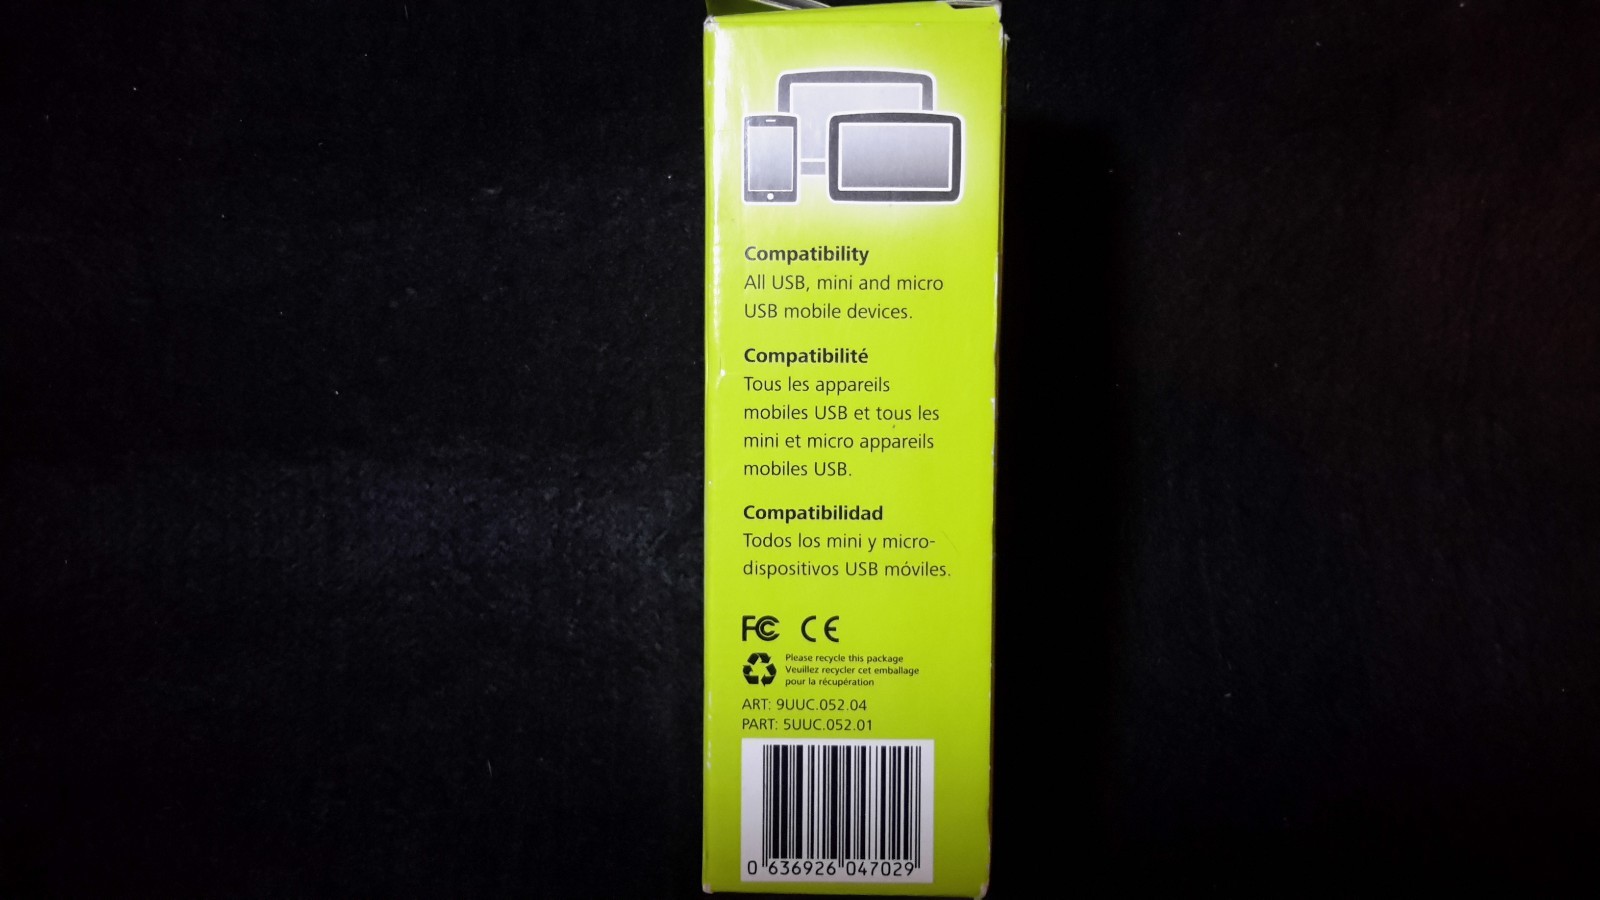 Compatibility
All USB, mini and micro
USB mobile devices.
Compatibilité
Tous les appareils
mobiles USB et tous les
mini et micro appareils
mobiles USB.
Compatibilidad
Todos los mini y micro-
dispositivos USB móviles.
FC CE
Please recycle this package
Veuillez recycler cet emballage
pour la récupération
ART: 9UUC.052.04
PART: 5UUC.052.01
0 636926 047029